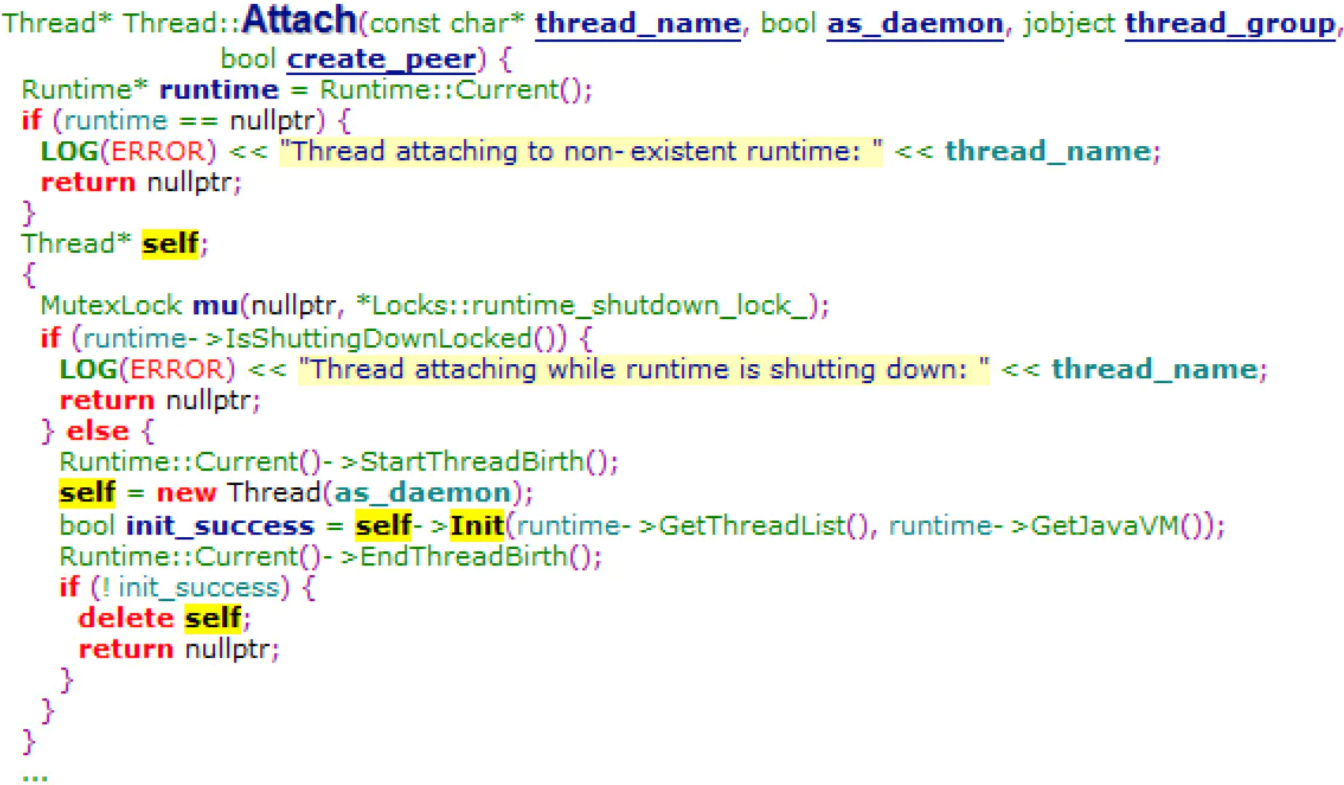 Thread* Thread::Attach(const char* thread_name, bool as_daemon, jobject thread_group,
bool create_peer) {
Runtime* runtime = Runtime::Current();
if (runtime == nullptr) {
LOG(ERROR) << "Thread attaching to non-existent runtime: " << thread_name;
return nullptr;
}
Thread* self;
{
MutexLock mu(nullptr, *Locks::runtime_shutdown_lock_);
if (runtime->IsShuttingDownLocked()) {
LOG(ERROR) << "Thread attaching while runtime is shutting down: " << thread_name;
return nullptr;
} else {
Runtime::Current()->StartThreadBirth();
self = new Thread(as_daemon);
bool init_success = self->Init(runtime->GetThreadList(), runtime->GetJavaVM());
Runtime::Current()->EndThreadBirth();
if (!init_success) {
delete self;
return nullptr;
}
}
}
...